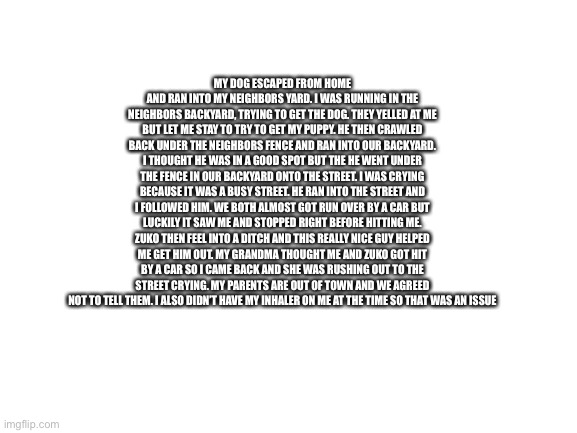 MY DOG ESCAPED FROM HOME
AND RAN INTO MY NEIGHBORS YARD. I WAS RUNNING IN THE
NEIGHBORS BACKYARD, TRYING TO GET THE DOG. THEY YELLED AT ME
BUT LET ME STAY TO TRY TO GET MY PUPPY. HE THEN CRAWLED
BACK UNDER THE NEIGHBORS FENCE AND RAN INTO OUR BACKYARD.
I THOUGHT HE WAS IN A GOOD SPOT BUT THE HE WENT UNDER
THE FENCE IN OUR BACKYARD ONTO THE STREET. I WAS CRYING
BECAUSE IT WAS A BUSY STREET. HE RAN INTO THE STREET AND
I FOLLOWED HIM. WE BOTH ALMOST GOT RUN OVER BY A CAR BUT
LUCKILY IT SAW ME AND STOPPED RIGHT BEFORE HITTING ME.
ZUKO THEN FEEL INTO A DITCH AND THIS REALLY NICE GUY HELPED
ME GET HIM OUT. MY GRANDMA THOUGHT ME AND ZUKO GOT HIT
BY A CAR SO I CAME BACK AND SHE WAS RUSHING OUT TO THE
STREET CRYING. MY PARENTS ARE OUT OF TOWN AND WE AGREED
NOT TO TELL THEM. I ALSO DIDN'T HAVE MY INHALER ON ME AT THE TIME SO THAT WAS AN ISSUE
imgflip.com